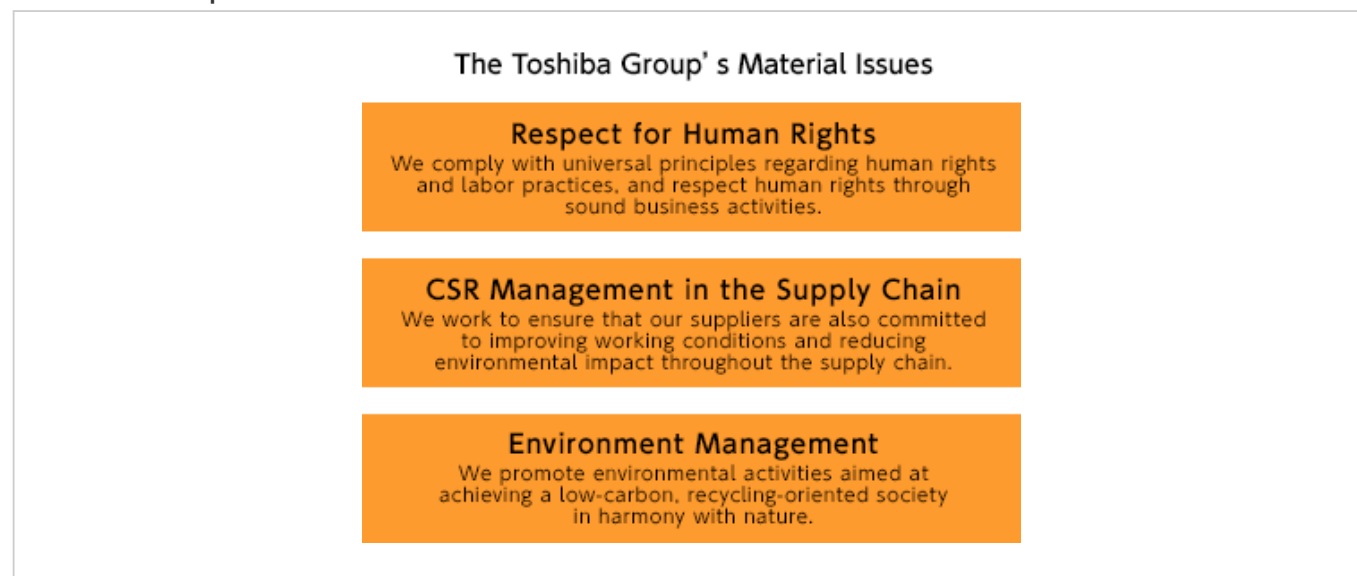 The Toshiba Group’s Material Issues
Respect for Human Rights
We comply with universal principles regarding human rights
and labor practices, and respect human rights through
sound business activities.
CSR Management in the Supply Chain
We work to ensure that our suppliers are also committed
to improving working conditions and reducing
environmental impact throughout the supply chain.
Environment Management
We promote environmental activities aimed at
achieving a low-carbon, recycling-oriented society
in harmony with nature.